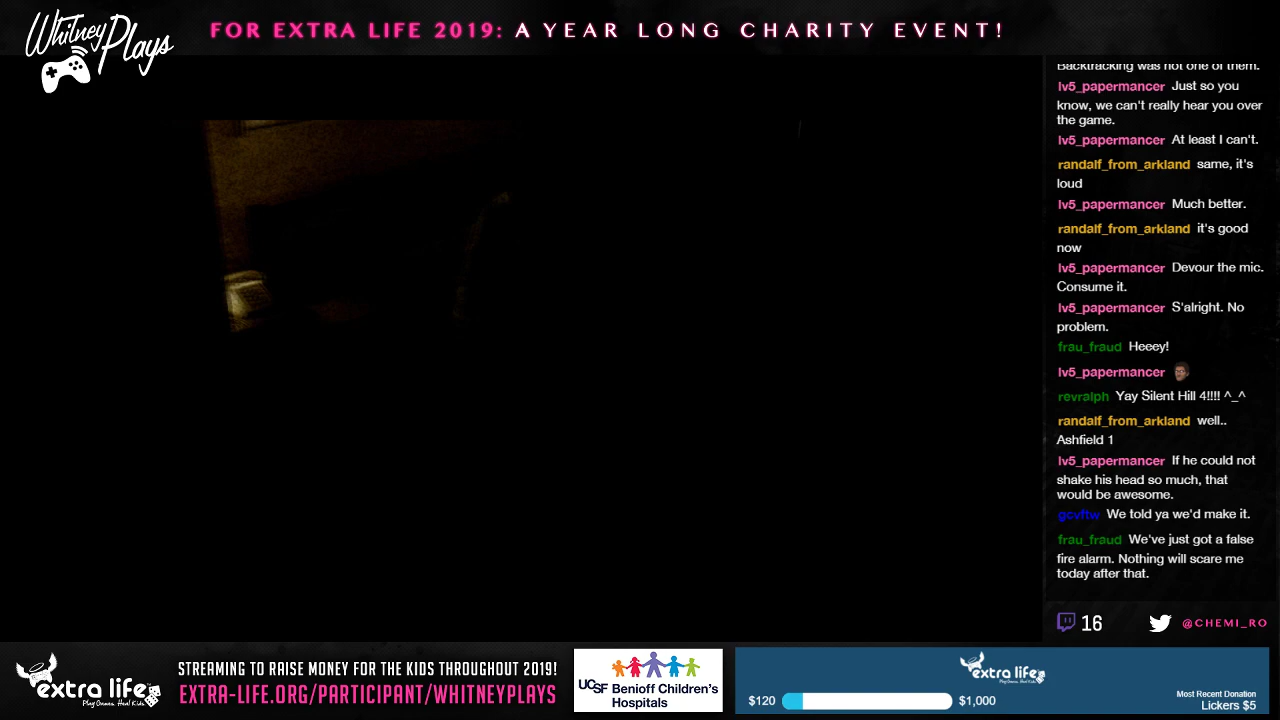 Whitney Plays
FOR EXTRA LIFE 2019: A YEAR LONG CHARITY EVENT!
Backtracking was not one of them.
lv5_papermancer Just so you
know, we can't really hear you over
the game.
lv5_papermancer At least I can't.
randalf_from_arkland same, it's
loud
lv5_papermancer Much better.
randalf_from_arkland it's good
now
lv5_papermancer Devour the mic.
Consume it.
lv5_papermancer S'alright. No
problem.
frau_fraud Heeey!
lv5_papermancer
revralph Yay Silent Hill 4!!!! ^_^
randalf_from_arkland well..
Ashfield 1
lv5_papermancer If he could not
shake his head so much, that
would be awesome.
gcvftw We told ya we'd make it.
frau_fraud We've just got a false
fire alarm. Nothing will scare me
today after that.
16 @CHEMI_RO
extra life
Play Games. Heal Kids.
STREAMING TO RAISE MONEY FOR THE KIDS THROUGHOUT 2019!
EXTRA-LIFE.ORG/PARTICIPANT/WHITNEYPLAYS
UCSF Benioff Children's
Hospitals
extra life
Play Games. Heal Kids.
$120 $1,000
Most Recent Donation
Lickers $5